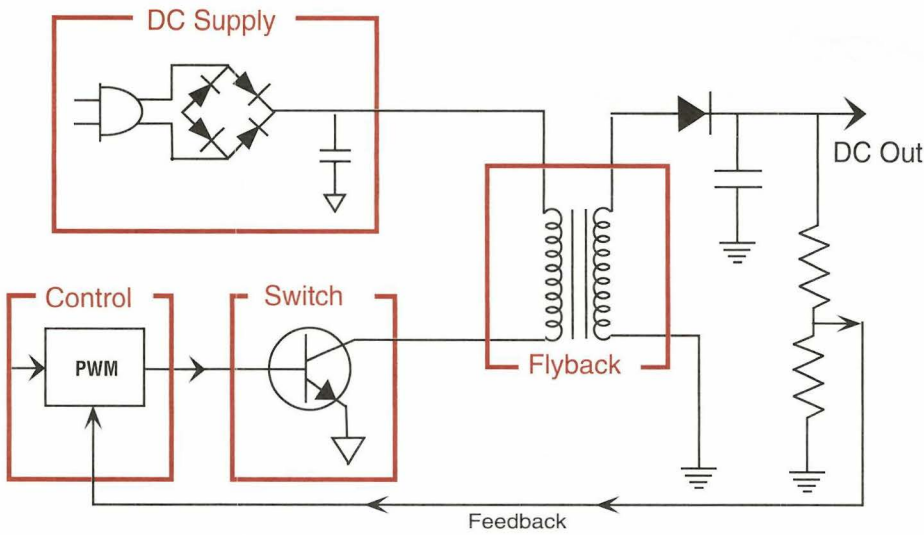 DC Supply
DC Out
Control
Switch
PWM
Flyback
Feedback